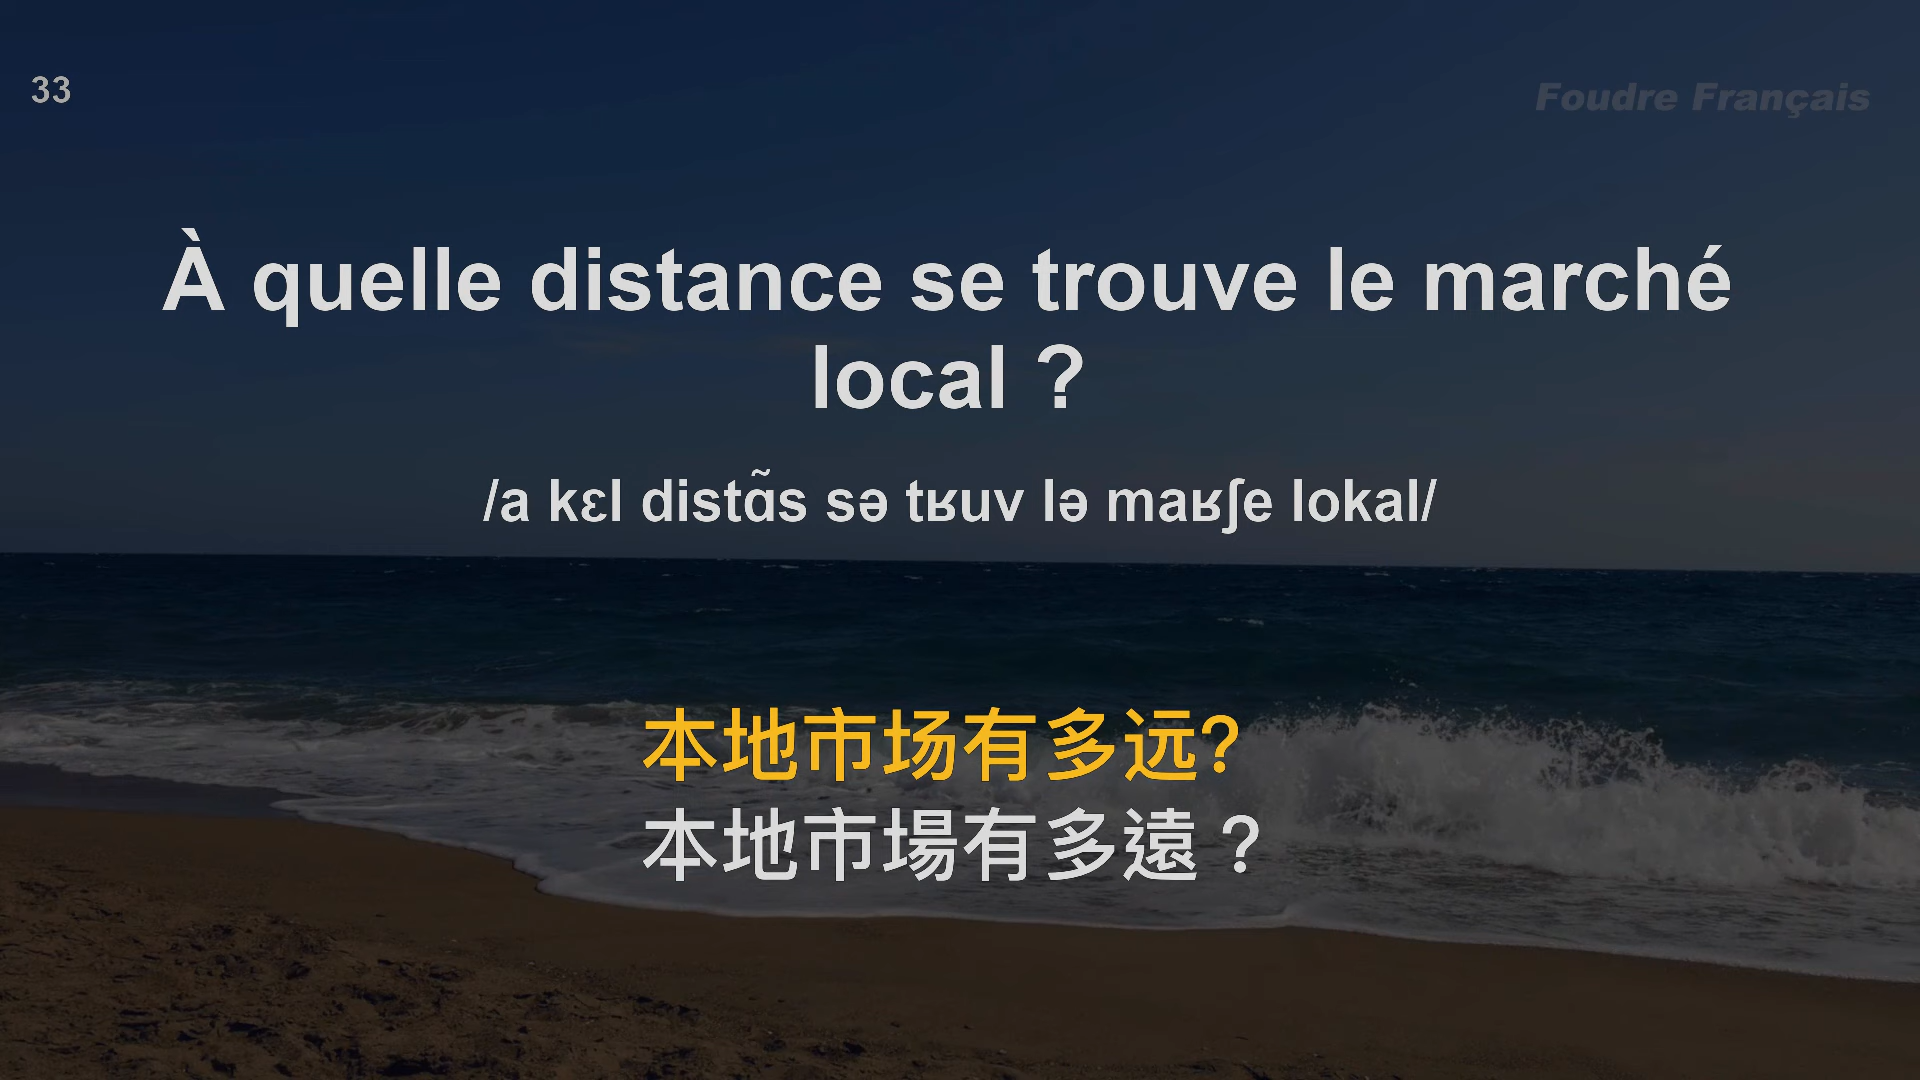 33
Foudre Français
À quelle distance se trouve le marché
local ?
/a kɛl distɑ̃s sə tʁuv lə maʁʃe lokal/
本地市场有多远?
本地市場有多遠？